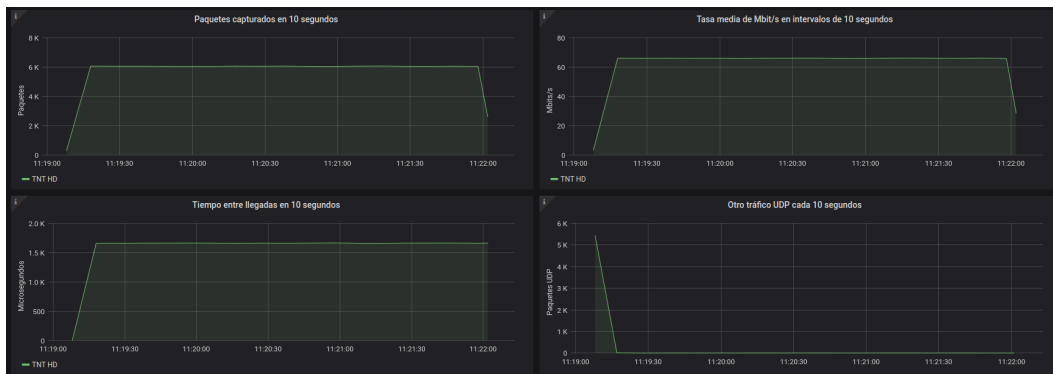 Paquetes capturados en 10 segundos
8 K
6 K
4 K
2 K
0
Paquetes
11:19:00 11:19:30 11:20:00 11:20:30 11:21:00 11:21:30 11:22:00
TNT HD
Tasa media de Mbit/s en intervalos de 10 segundos
80
60
40
20
0
Mbits/s
11:19:00 11:19:30 11:20:00 11:20:30 11:21:00 11:21:30 11:22:00
TNT HD
Tiempo entre llegadas en 10 segundos
2.0 K
1.5 K
1.0 K
500
0
Microsegundos
11:19:00 11:19:30 11:20:00 11:20:30 11:21:00 11:21:30 11:22:00
TNT HD
Otro tráfico UDP cada 10 segundos
6 K
5 K
4 K
3 K
2 K
1 K
0
Paquetes UDP
11:19:00 11:19:30 11:20:00 11:20:30 11:21:00 11:21:30 11:22:00